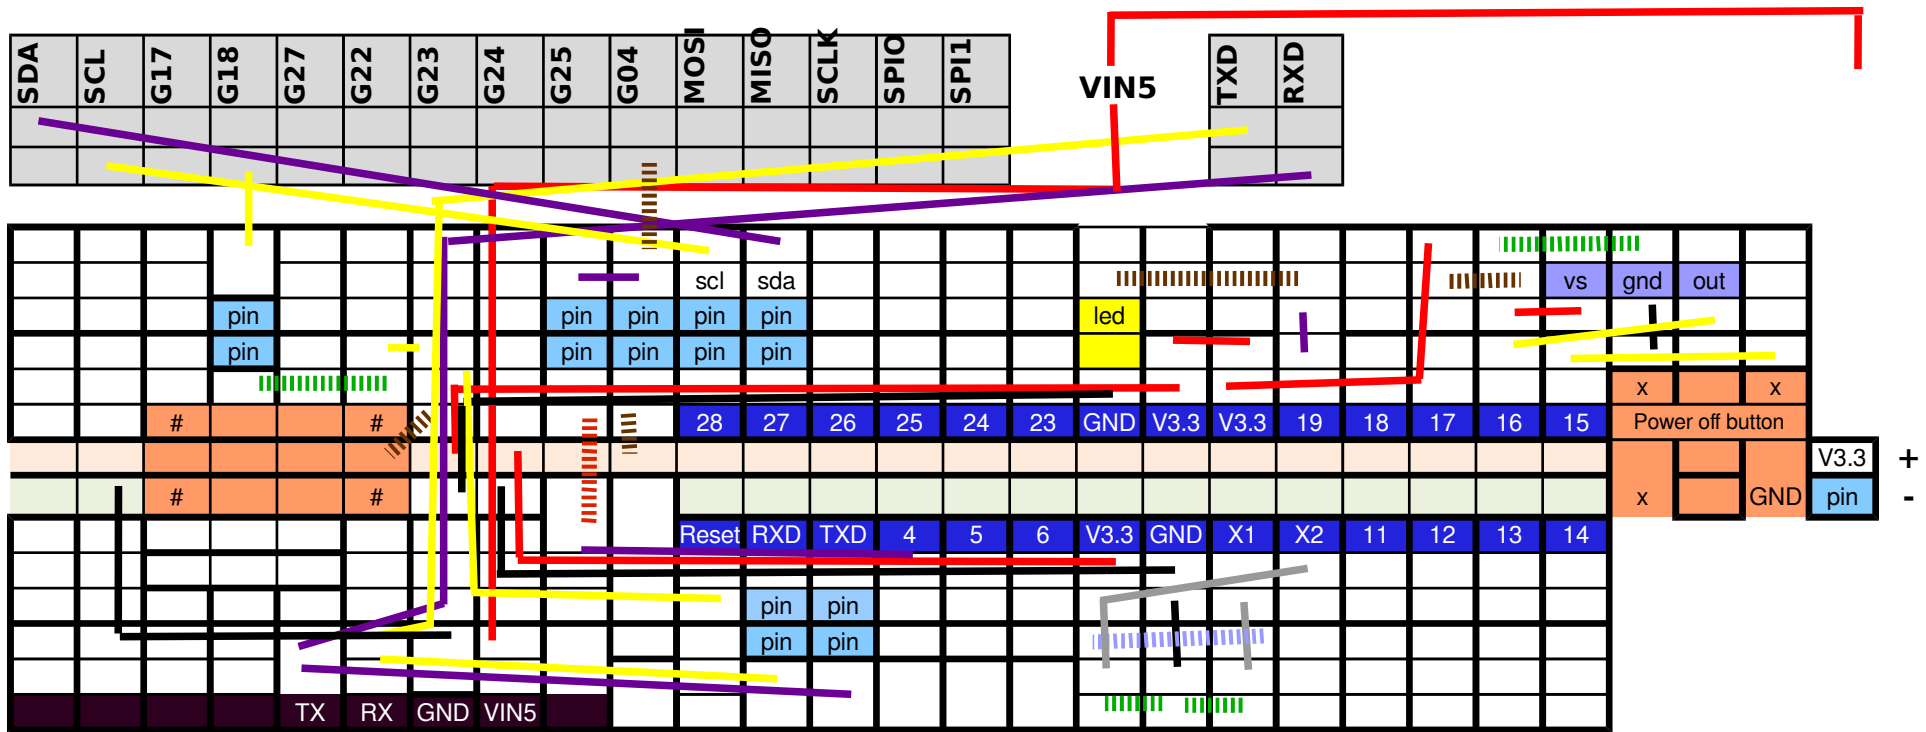 SDA SCL G17 G18 G27 G22 G23 G24 G25 G04 MOSI MISO SCLK SPIO SPI1 VIN5 TXD RXD
scl sda vs gnd out
pin pin pin pin pin led
pin pin pin pin pin
x x
# # 28 27 26 25 24 23 GND V3.3 V3.3 19 18 17 16 15 Power off button
V3.3 +
# # x GND pin -
Reset RXD TXD 4 5 6 V3.3 GND X1 X2 11 12 13 14
pin pin
pin pin
TX RX GND VIN5